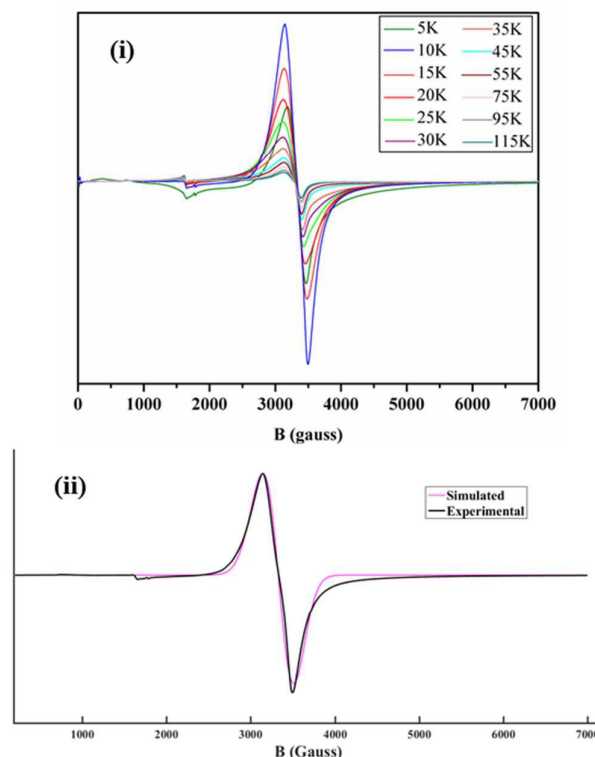 (i)
5K 35K
10K 45K
15K 55K
20K 75K
25K 95K
30K 115K
0 1000 2000 3000 4000 5000 6000 7000
B (gauss)
(ii)
Simulated
Experimental
1000 2000 3000 4000 5000 6000 7000
B (Gauss)